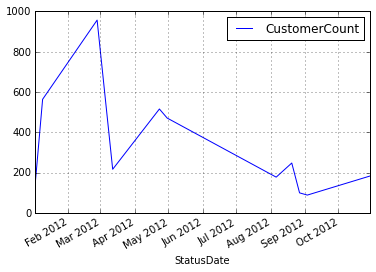 1000
800
600
400
200
0
CustomerCount
Feb 2012
Mar 2012
Apr 2012
May 2012
Jun 2012
Jul 2012
Aug 2012
Sep 2012
Oct 2012
StatusDate